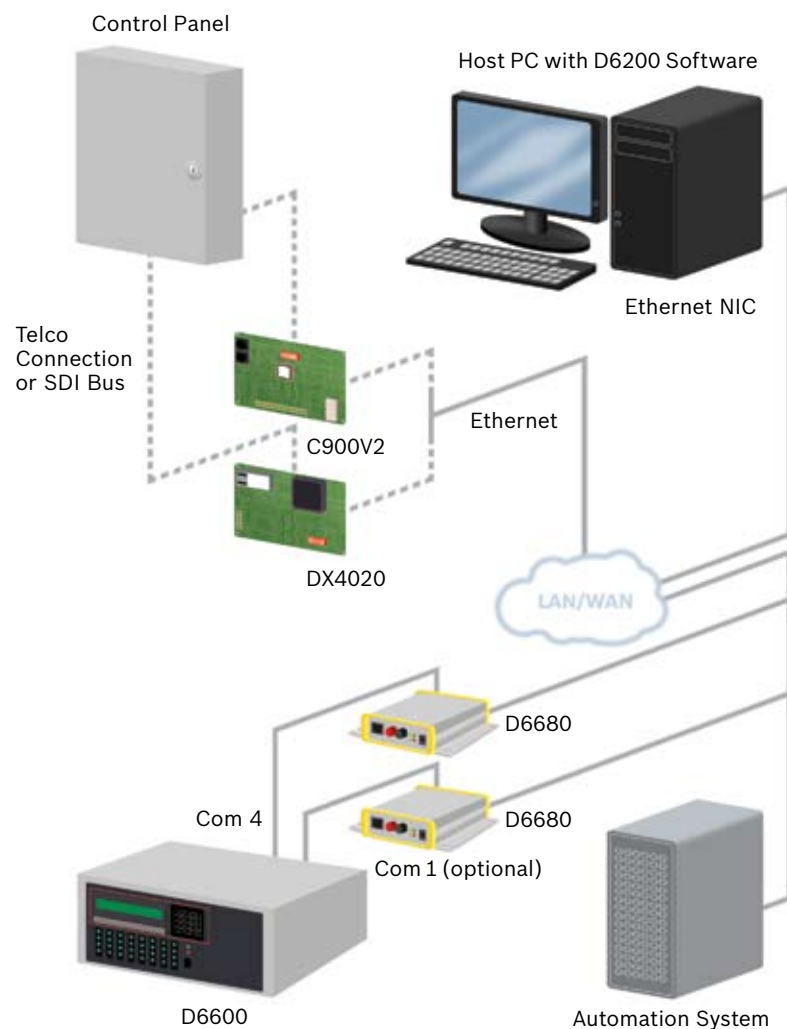 Control Panel
Host PC with D6200 Software
Ethernet NIC
Telco
Connection
or SDI Bus
Ethernet
C900V2
DX4020
LAN/WAN
D6680
Com 4
D6680
Com 1 (optional)
D6600
Automation System